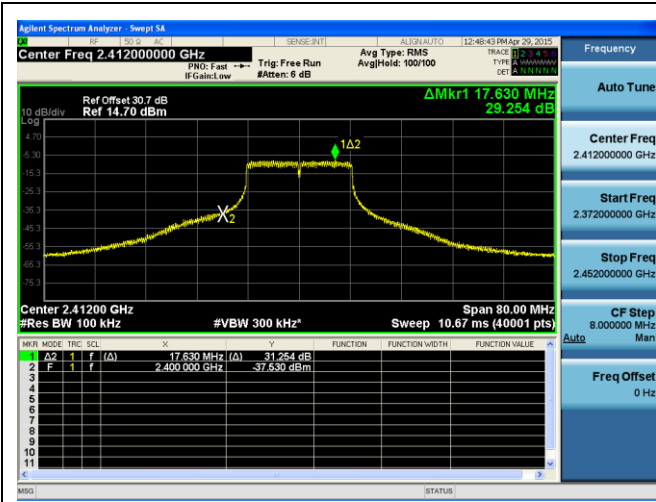 Agilent Spectrum Analyzer - Swept SA
RF 50 Ω AC SENSE:INT ALIGN AUTO 12:48:43 PM Apr 29, 2015
Center Freq 2.412000000 GHz
PNO: Fast
IFGain:Low
Trig: Free Run
#Atten: 6 dB
Avg Type: RMS
Avg|Hold: 100/100
TRACE 1 2 3 4 5 6
TYPE A WWWWW
DET A N N N N N
Ref Offset 30.7 dB
10 dB/div Ref 14.70 dBm
Log
ΔMkr1 17.630 MHz
29.254 dB
4.70
-5.30
-15.3
-25.3
-35.3
-45.3
-55.3
-65.3
-75.3
1Δ2
X2
Center 2.41200 GHz Span 80.00 MHz
#Res BW 100 kHz #VBW 300 kHz* Sweep 10.67 ms (40001 pts)
MKR MODE TRC SCL X Y FUNCTION FUNCTION WIDTH FUNCTION VALUE
1 Δ2 1 f (Δ) 17.630 MHz (Δ) 31.254 dB
2 F 1 f 2.400 000 GHz -37.530 dBm
3
4
5
6
7
8
9
10
11
MSG STATUS
Frequency
Auto Tune
Center Freq
2.412000000 GHz
Start Freq
2.372000000 GHz
Stop Freq
2.452000000 GHz
CF Step
8.000000 MHz
Auto Man
Freq Offset
0 Hz